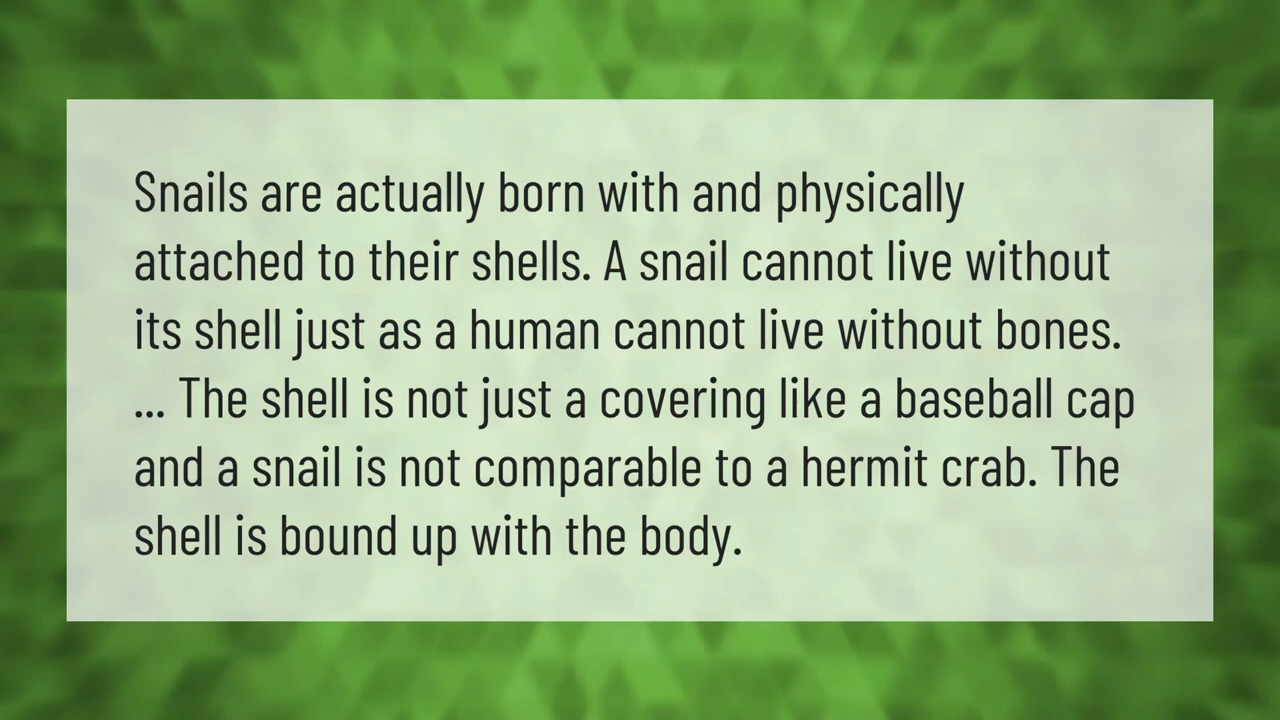 Snails are actually born with and physically
attached to their shells. A snail cannot live without
its shell just as a human cannot live without bones.
... The shell is not just a covering like a baseball cap
and a snail is not comparable to a hermit crab. The
shell is bound up with the body.